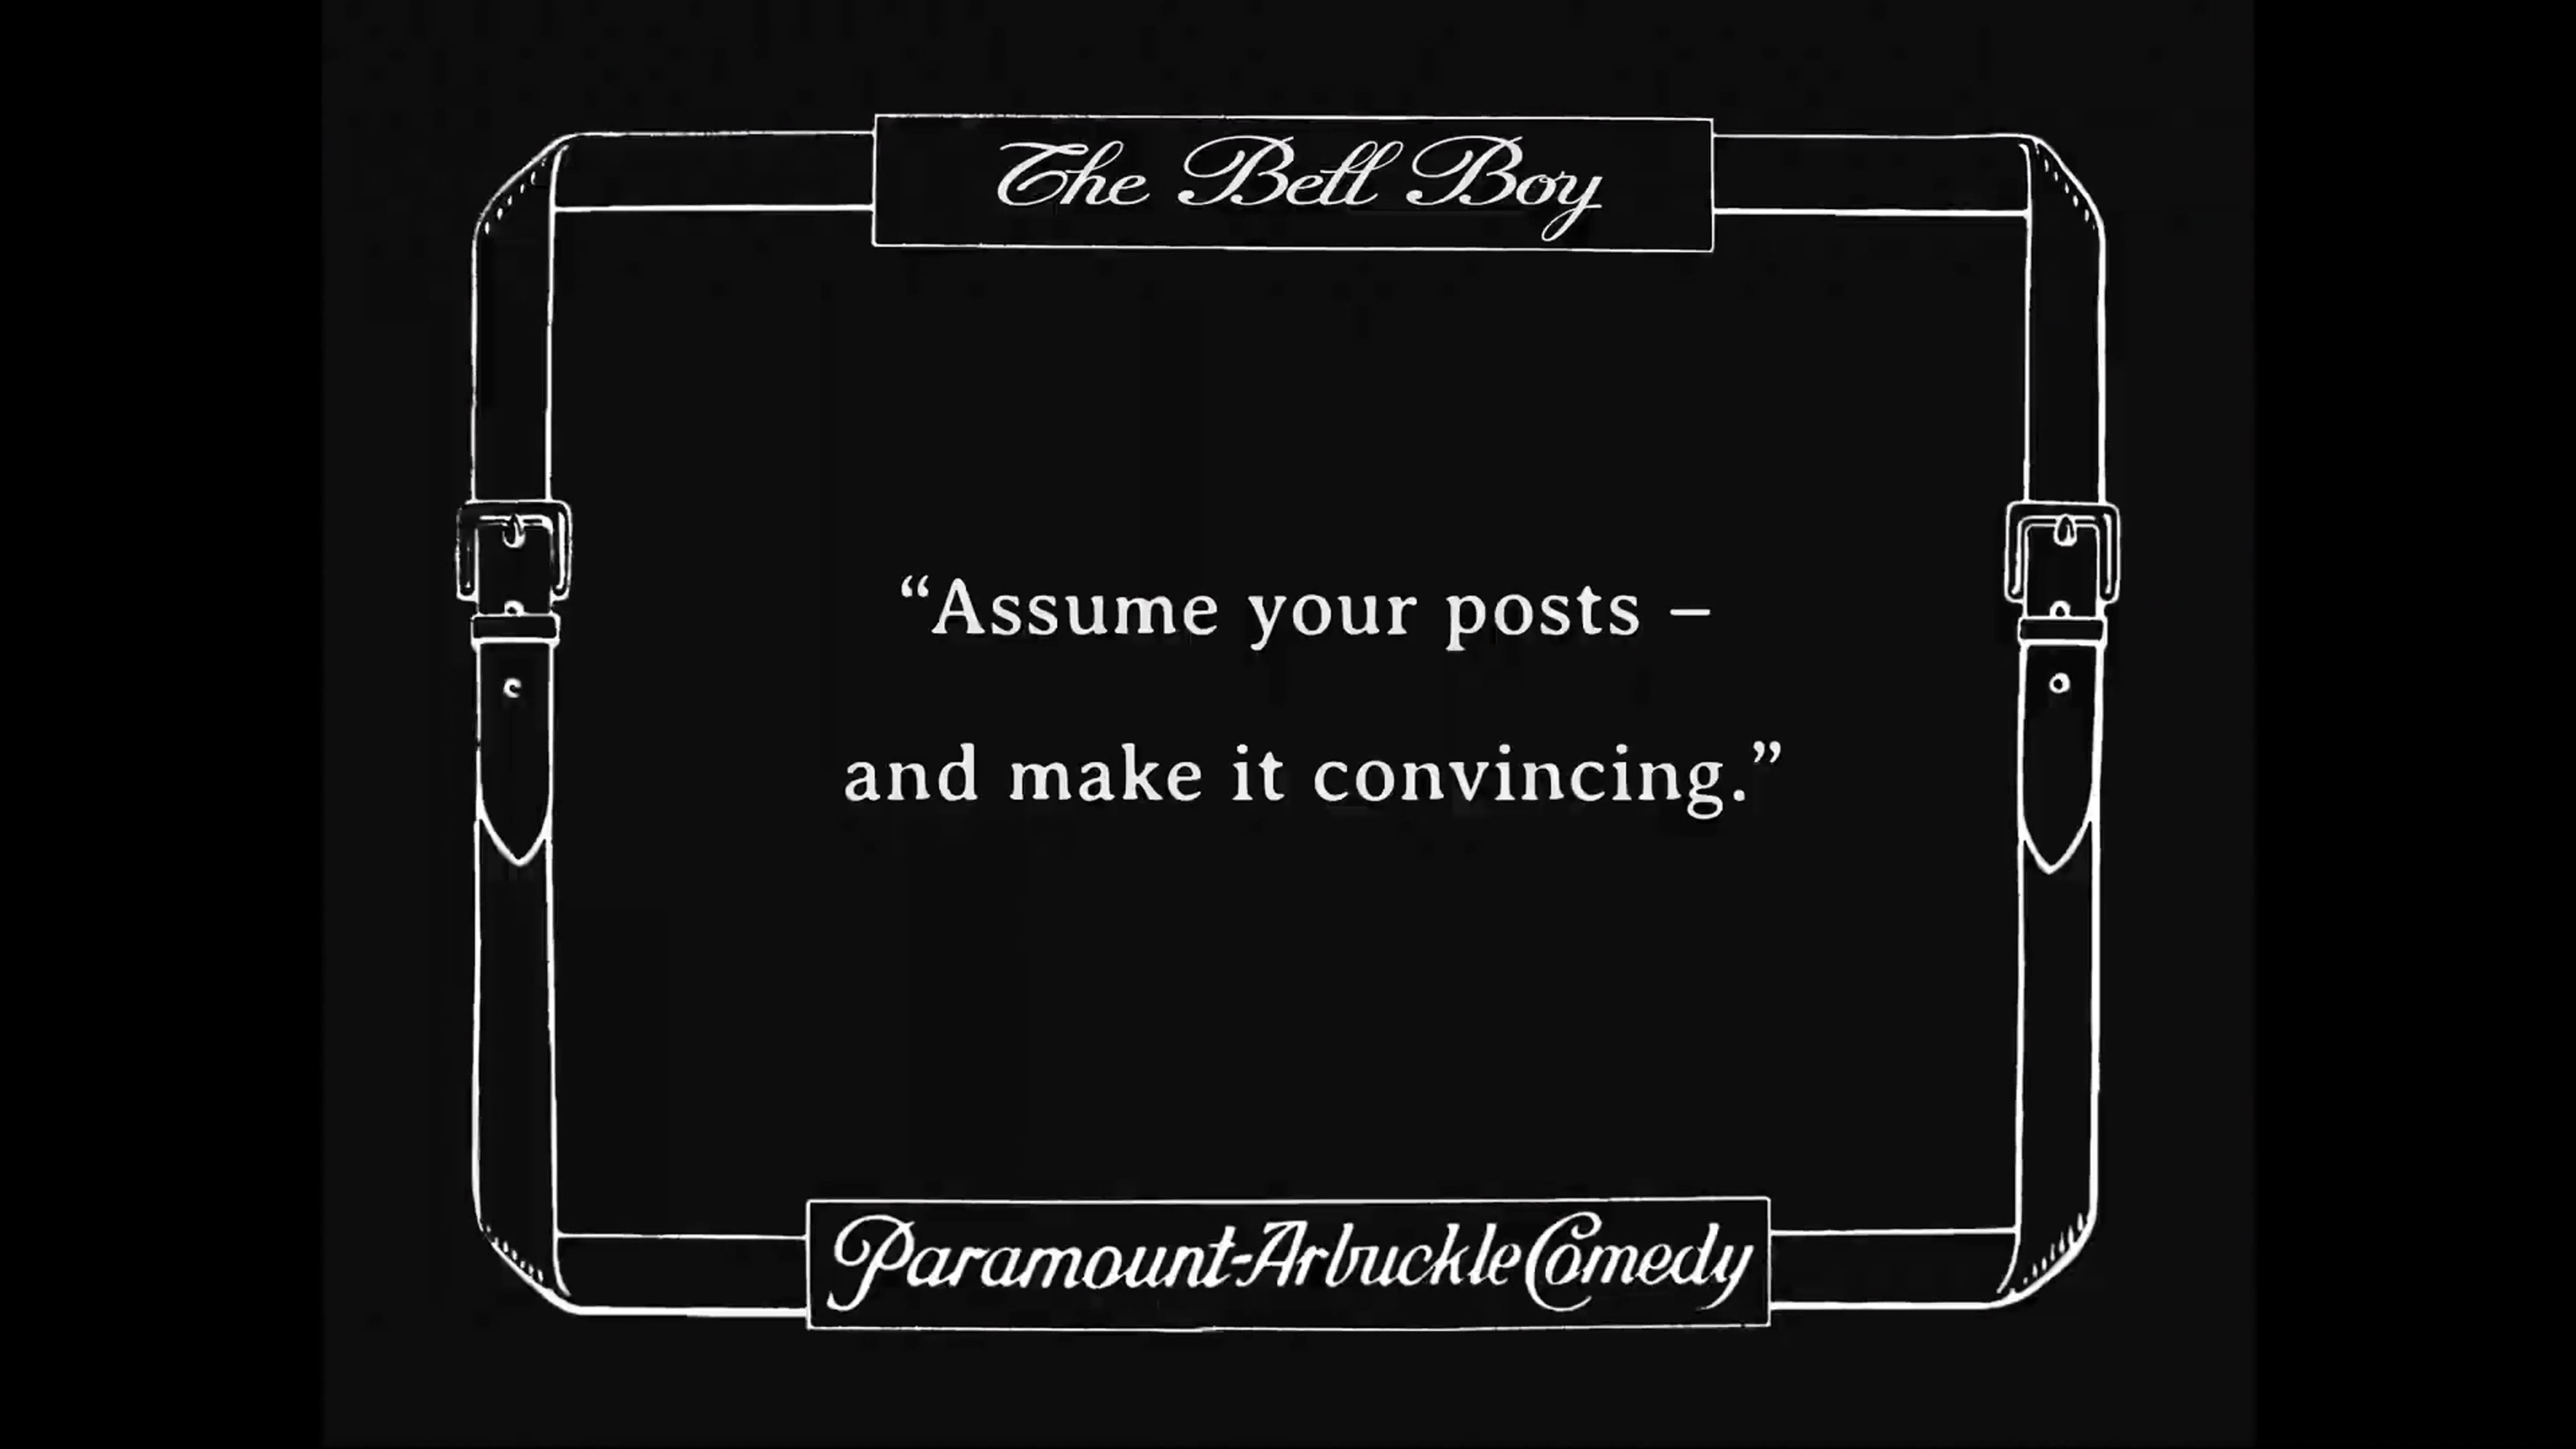 The Bell Boy
“Assume your posts –
and make it convincing.”
Paramount-Arbuckle Comedy